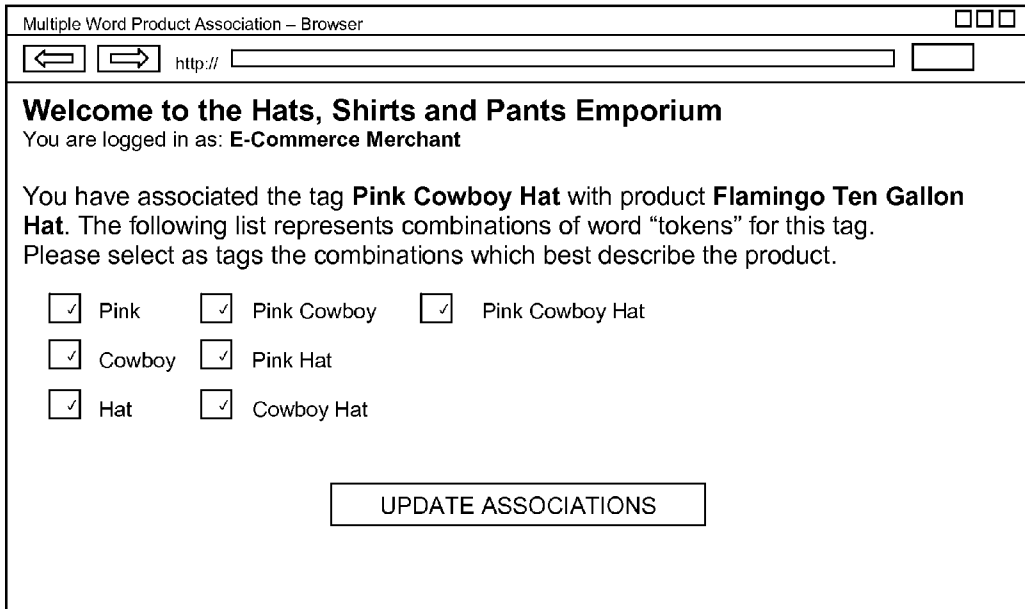 Multiple Word Product Association – Browser
http://
Welcome to the Hats, Shirts and Pants Emporium
You are logged in as: E-Commerce Merchant
You have associated the tag Pink Cowboy Hat with product Flamingo Ten Gallon
Hat. The following list represents combinations of word “tokens” for this tag.
Please select as tags the combinations which best describe the product.
Pink Pink Cowboy Pink Cowboy Hat
Cowboy Pink Hat
Hat Cowboy Hat
UPDATE ASSOCIATIONS